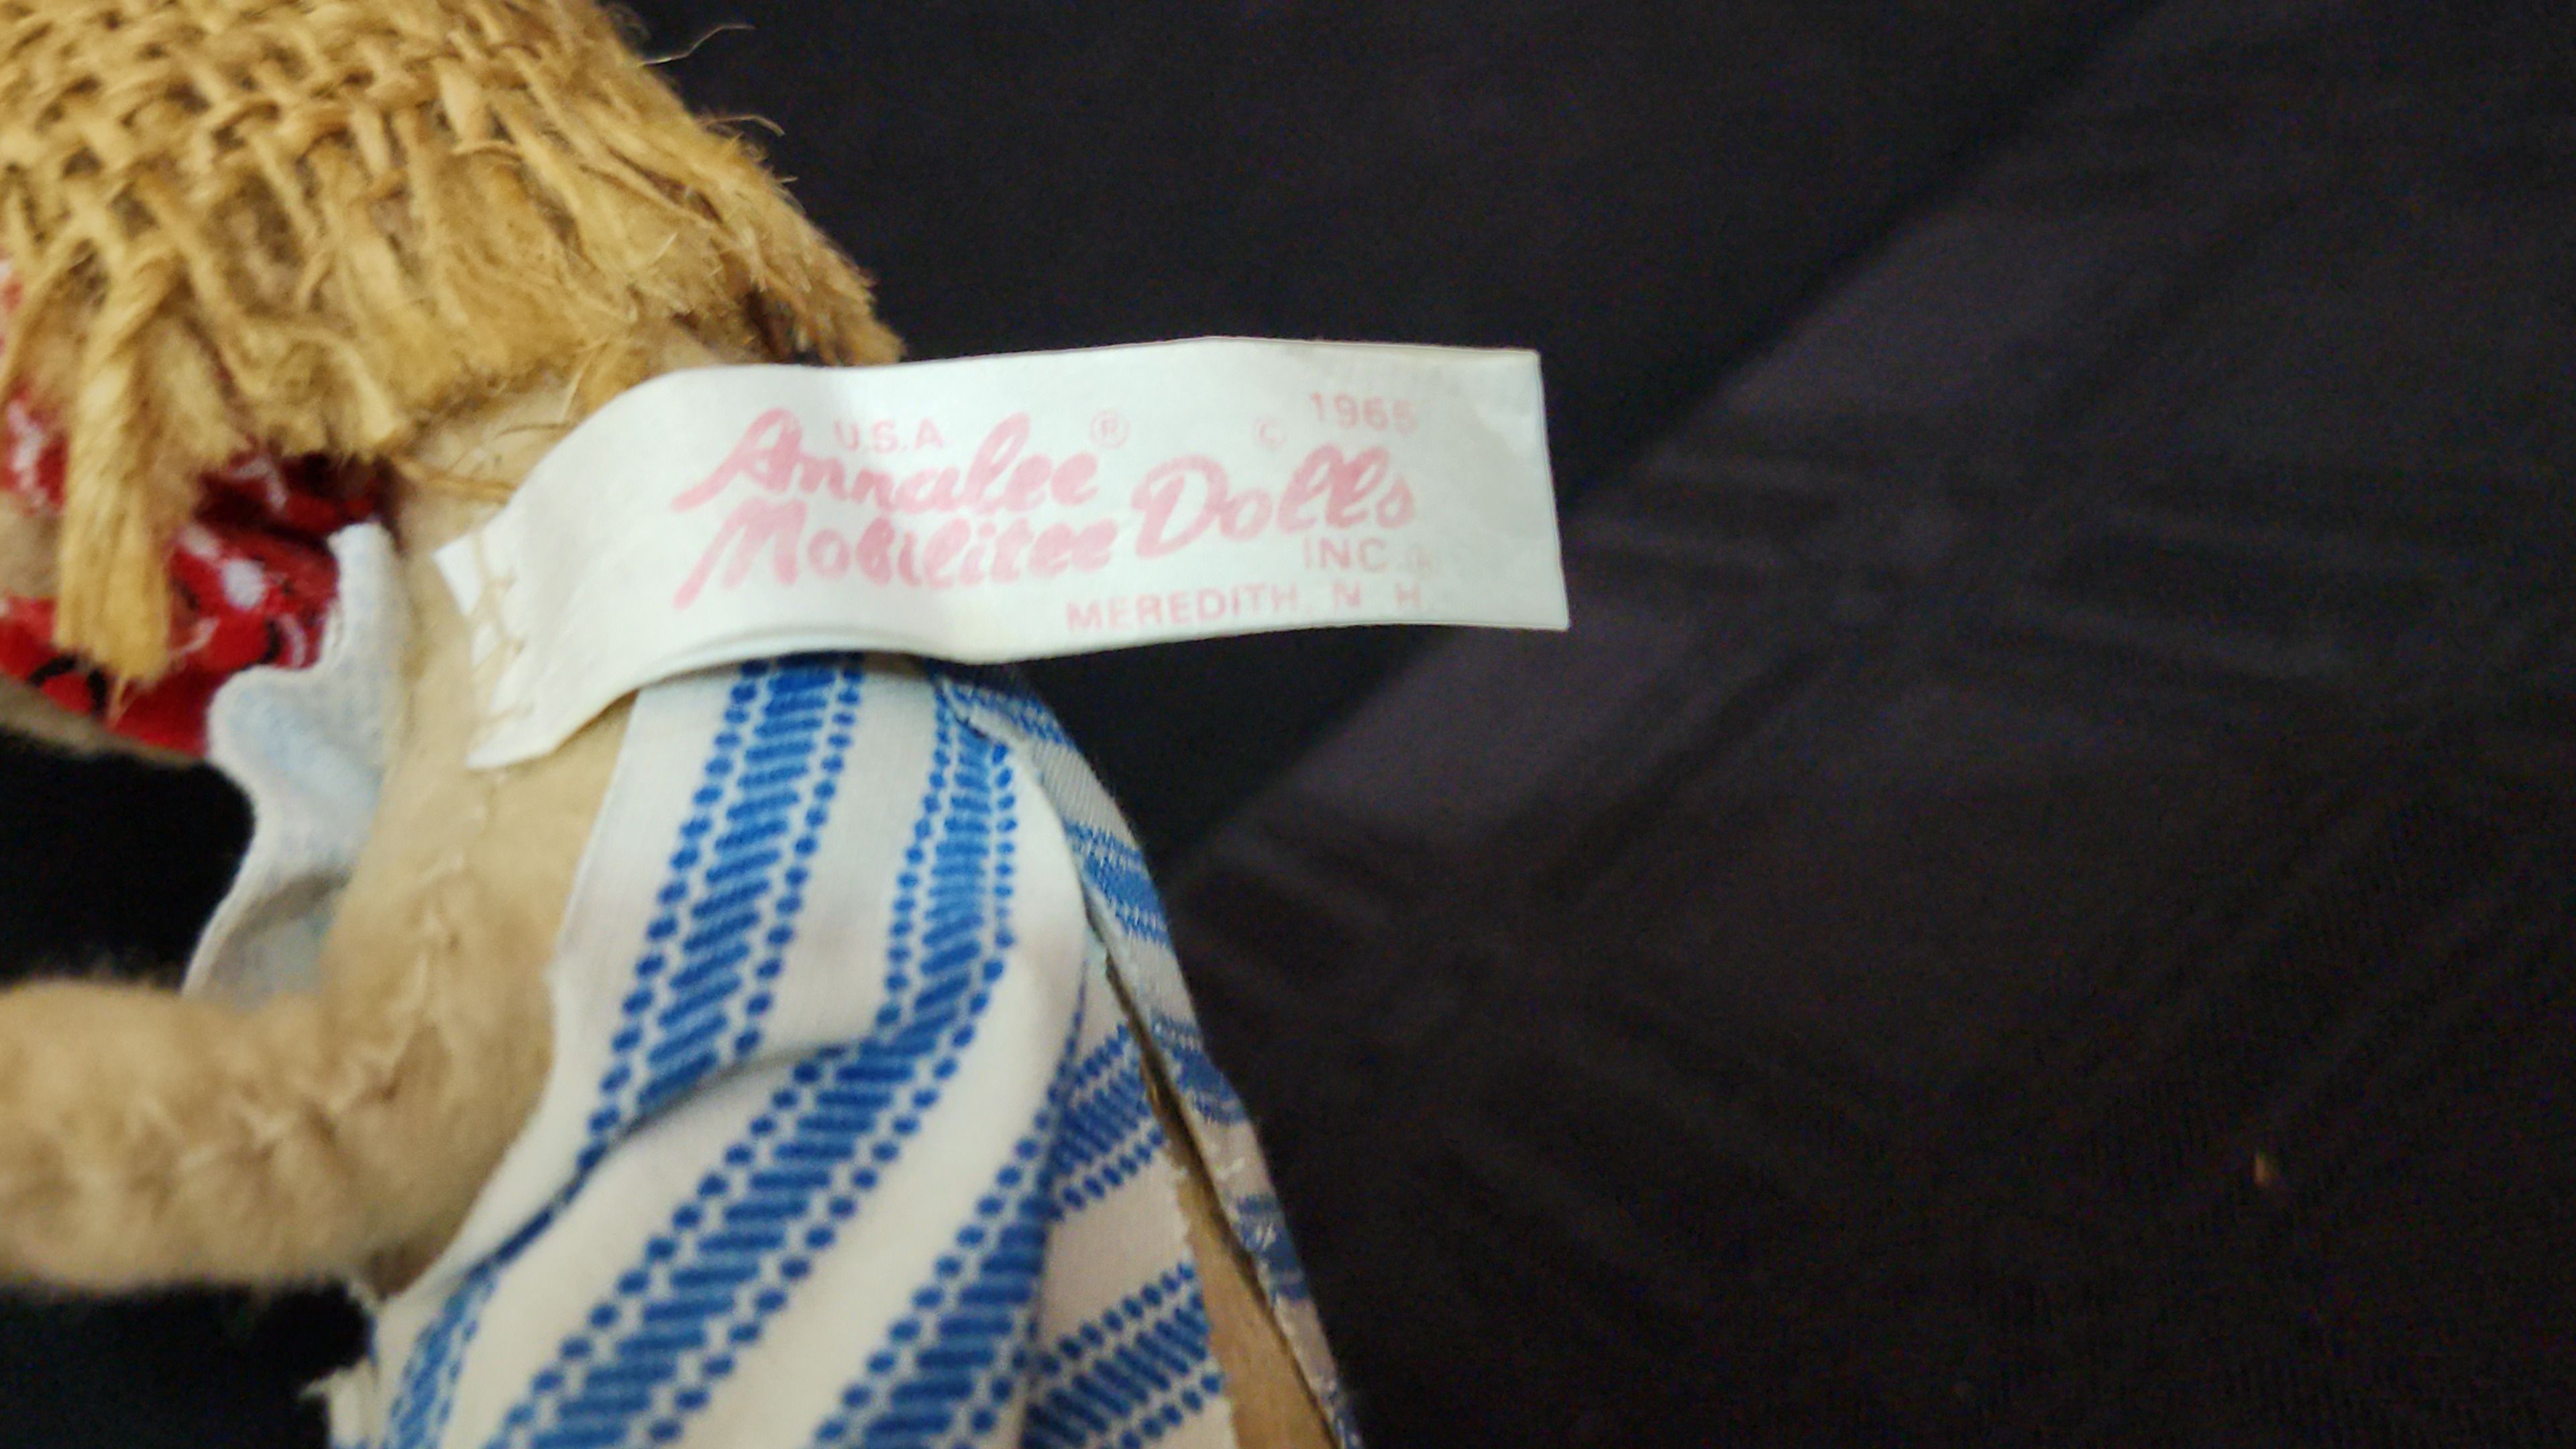 U.S.A ® © 1965
Annalee
Mobilitee Dolls
INC.
MEREDITH N H